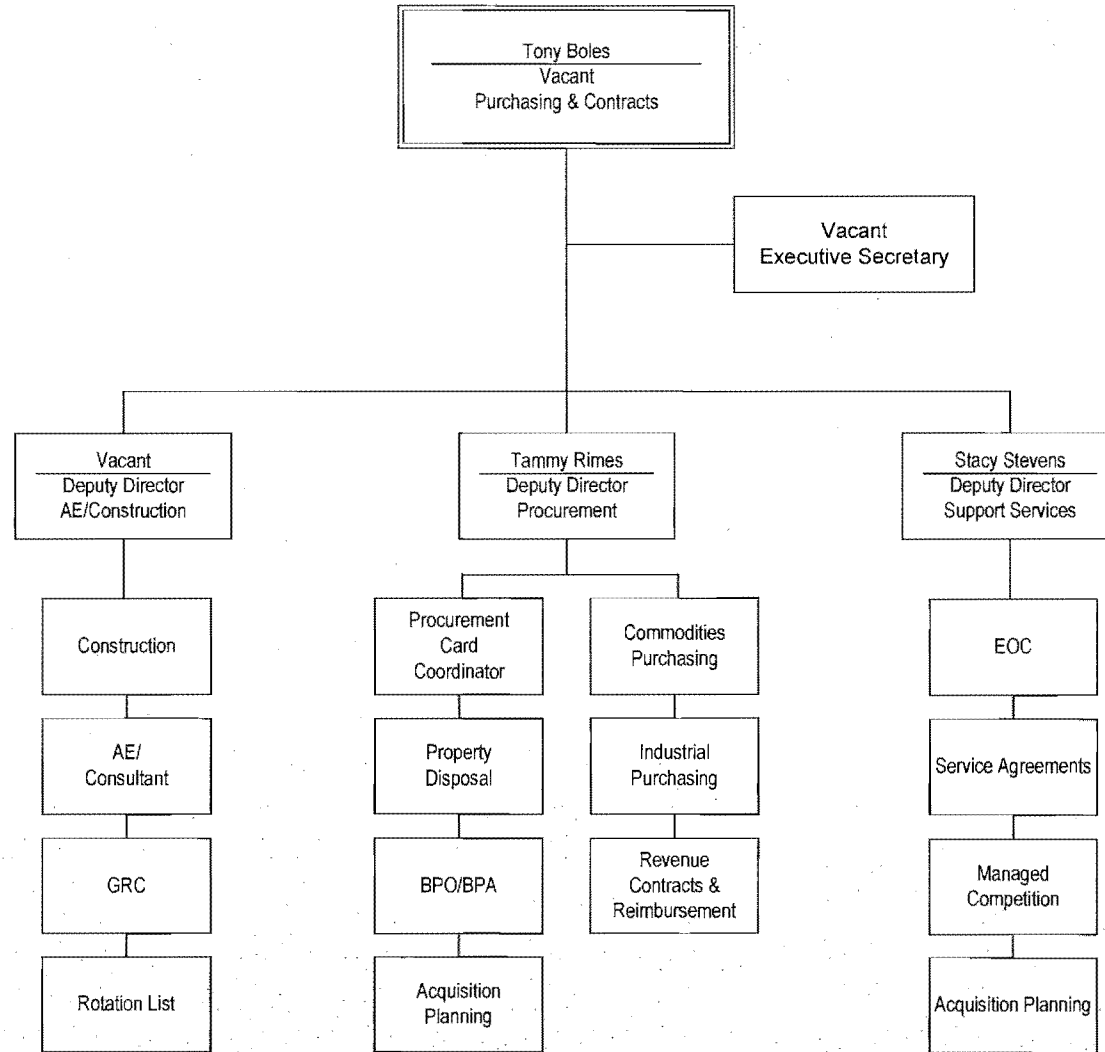 Tony Boles
Vacant
Purchasing & Contracts
Vacant
Executive Secretary
Vacant
Deputy Director
AE/Construction
Tammy Rimes
Deputy Director
Procurement
Stacy Stevens
Deputy Director
Support Services
Construction
AE/
Consultant
GRC
Rotation List
Procurement
Card
Coordinator
Property
Disposal
BPO/BPA
Acquisition
Planning
Commodities
Purchasing
Industrial
Purchasing
Revenue
Contracts &
Reimbursement
EOC
Service Agreements
Managed
Competition
Acquisition Planning